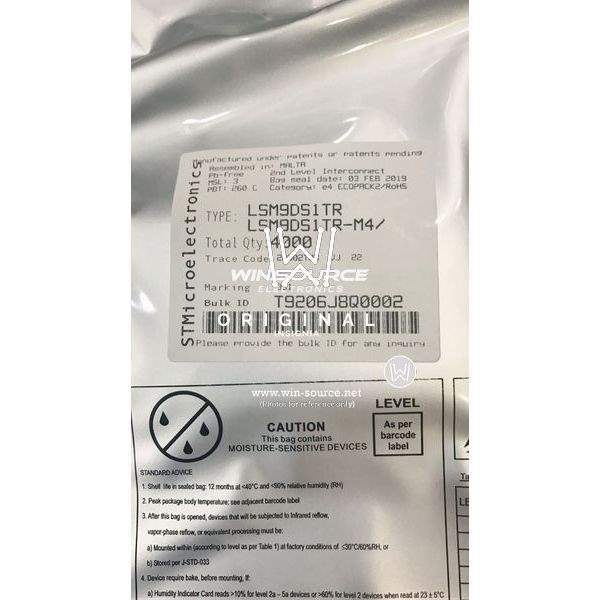 Manufactured under patents or patents pending
Assembled in: MALTA
Pb-free 2nd Level Interconnect
MSL: 3 Bag seal date: 03 FEB 2019
PBT: 260 C Category: e4 ECOPACK2/RoHS
STMicroelectronics
TYPE: LSM9DS1TR
LSM9DS1TR-M4/
Total Qty: 4000
Trace Code 22
WIN SOURCE
ELECTRONICS
Marking
Bulk ID T9206J8Q0002
ORIGINAL
INSIGNIA
Please provide the bulk ID for any inquiry
W
www.win-source.net
(Photos for reference only)
LEVEL
CAUTION
This bag contains
MOISTURE-SENSITIVE DEVICES
As per
barcode
label
STANDARD ADVICE
1. Shelf life in sealed bag: 12 months at <40°C and <90% relative humidity (RH)
2. Peak package body temperature: see adjacent barcode label
3. After this bag is opened, devices that will be subjected to Infrared reflow,
vapor-phase reflow, or equivalent processing must be:
a) Mounted within (according to level as per Table 1) at factory conditions of ≤30°C/60%RH, or
b) Stored per J-STD-033
4. Device require bake, before mounting, If:
a) Humidity Indicator Card reads >10% for level 2a – 5a devices or >60% for level 2 devices when read at 23 ± 5°C